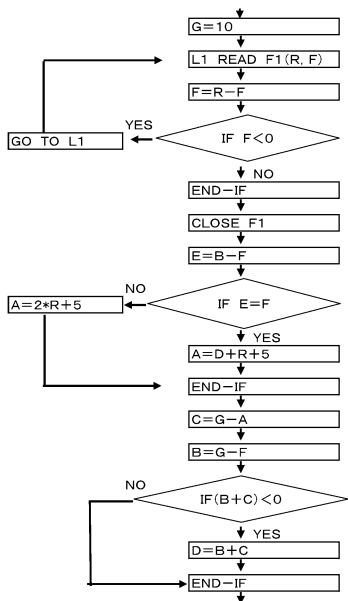 G=10
L1 READ F1(R, F)
F=R-F
YES
IF F<0
GO TO L1
NO
END-IF
CLOSE F1
E=B-F
NO
A=2*R+5
IF E=F
YES
A=D+R+5
END-IF
C=G-A
B=G-F
NO
IF(B+C)<0
YES
D=B+C
END-IF